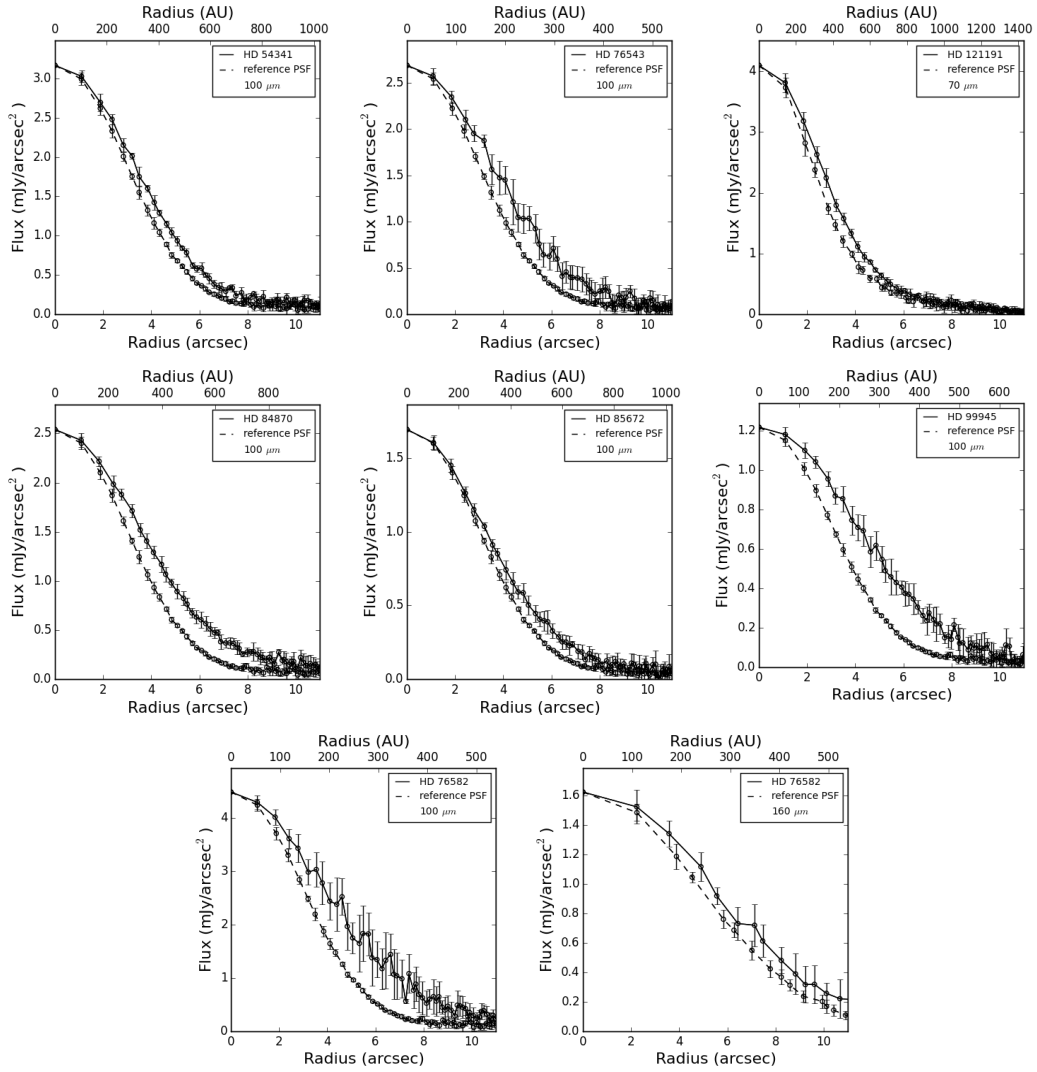 Radius (AU)
0 200 400 600 800 1000
HD 54341
reference PSF
100 μm
Flux (mJy/arcsec²)
3.0
2.5
2.0
1.5
1.0
0.5
0.0
0 2 4 6 8 10
Radius (arcsec)
Radius (AU)
0 100 200 300 400 500
HD 76543
reference PSF
100 μm
Flux (mJy/arcsec²)
2.5
2.0
1.5
1.0
0.5
0.0
0 2 4 6 8 10
Radius (arcsec)
Radius (AU)
0 200 400 600 800 1000 1200 1400
HD 121191
reference PSF
70 μm
Flux (mJy/arcsec²)
4
3
2
1
0
0 2 4 6 8 10
Radius (arcsec)
Radius (AU)
0 200 400 600 800
HD 84870
reference PSF
100 μm
Flux (mJy/arcsec²)
2.5
2.0
1.5
1.0
0.5
0.0
0 2 4 6 8 10
Radius (arcsec)
Radius (AU)
0 200 400 600 800 1000
HD 85672
reference PSF
100 μm
Flux (mJy/arcsec²)
1.5
1.0
0.5
0.0
0 2 4 6 8 10
Radius (arcsec)
Radius (AU)
0 100 200 300 400 500 600
HD 99945
reference PSF
100 μm
Flux (mJy/arcsec²)
1.2
1.0
0.8
0.6
0.4
0.2
0.0
0 2 4 6 8 10
Radius (arcsec)
Radius (AU)
0 100 200 300 400 500
HD 76582
reference PSF
100 μm
Flux (mJy/arcsec²)
4
3
2
1
0
0 2 4 6 8 10
Radius (arcsec)
Radius (AU)
0 100 200 300 400 500
HD 76582
reference PSF
160 μm
Flux (mJy/arcsec²)
1.6
1.4
1.2
1.0
0.8
0.6
0.4
0.2
0.0
0 2 4 6 8 10
Radius (arcsec)